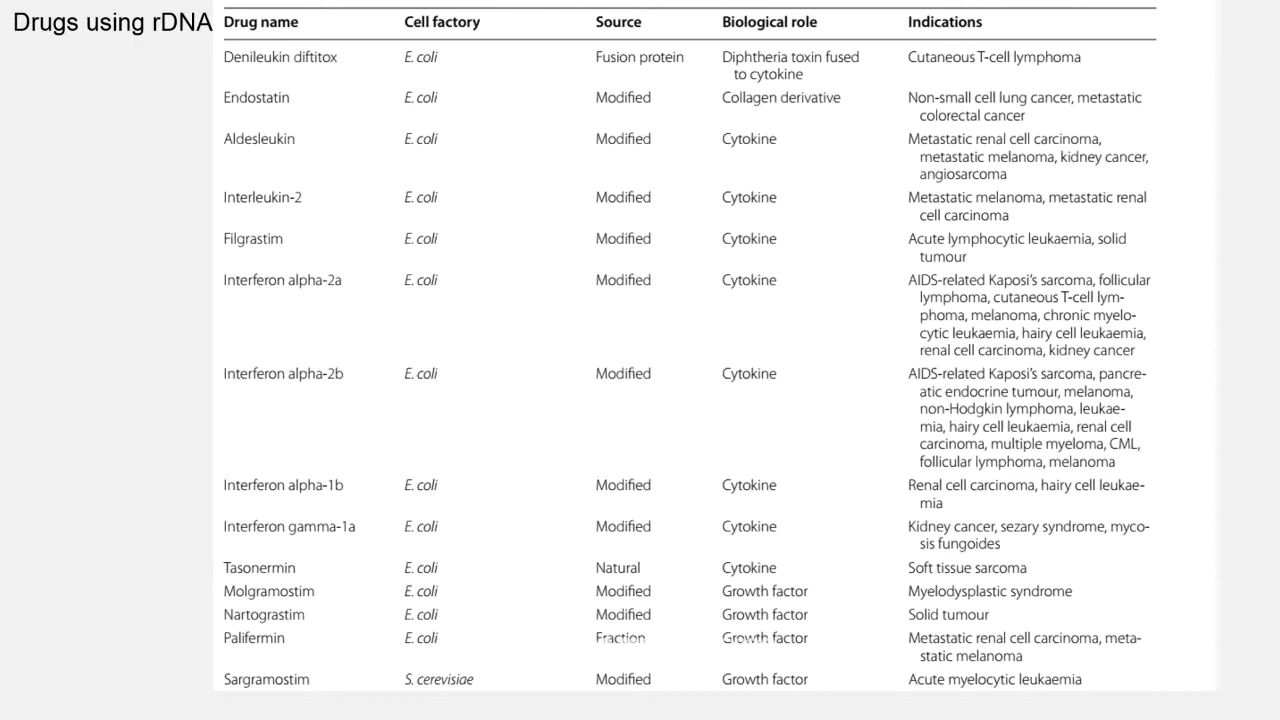 Drugs using rDNA
Drug name Cell factory Source Biological role Indications
Denileukin diftitox E. coli Fusion protein Diphtheria toxin fused Cutaneous T-cell lymphoma
to cytokine
Endostatin E. coli Modified Collagen derivative Non-small cell lung cancer, metastatic
colorectal cancer
Aldesleukin E. coli Modified Cytokine Metastatic renal cell carcinoma,
metastatic melanoma, kidney cancer,
angiosarcoma
Interleukin-2 E. coli Modified Cytokine Metastatic melanoma, metastatic renal
cell carcinoma
Filgrastim E. coli Modified Cytokine Acute lymphocytic leukaemia, solid
tumour
Interferon alpha-2a E. coli Modified Cytokine AIDS-related Kaposi's sarcoma, follicular
lymphoma, cutaneous T-cell lym-
phoma, melanoma, chronic myelo-
cytic leukaemia, hairy cell leukaemia,
renal cell carcinoma, kidney cancer
Interferon alpha-2b E. coli Modified Cytokine AIDS-related Kaposi's sarcoma, pancre-
atic endocrine tumour, melanoma,
non-Hodgkin lymphoma, leukae-
mia, hairy cell leukaemia, renal cell
carcinoma, multiple myeloma, CML,
follicular lymphoma, melanoma
Interferon alpha-1b E. coli Modified Cytokine Renal cell carcinoma, hairy cell leukae-
mia
Interferon gamma-1a E. coli Modified Cytokine Kidney cancer, sezary syndrome, myco-
sis fungoides
Tasonermin E. coli Natural Cytokine Soft tissue sarcoma
Molgramostim E. coli Modified Growth factor Myelodysplastic syndrome
Nartograstim E. coli Modified Growth factor Solid tumour
Palifermin E. coli Fraction Growth factor Metastatic renal cell carcinoma, meta-
static melanoma
Sargramostim S. cerevisiae Modified Growth factor Acute myelocytic leukaemia